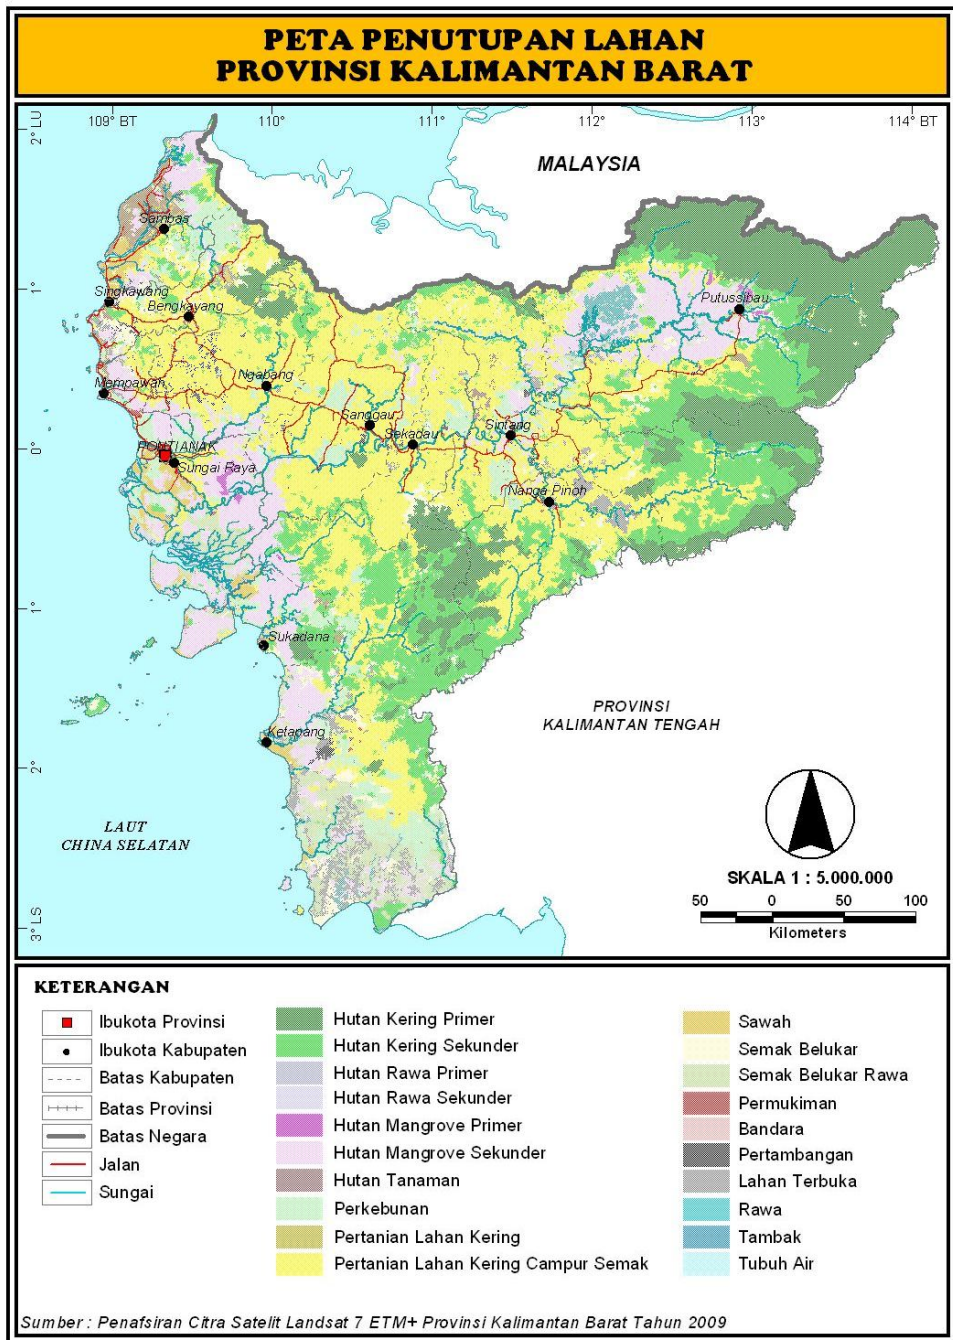 PETA PENUTUPAN LAHAN
PROVINSI KALIMANTAN BARAT
109° BT
110°
111°
112°
113°
114° BT
2° LU
1°
0°
1°
2°
3° LS
MALAYSIA
Sambas
Singkawang
Bengkayang
Putussibau
Mempawah
Ngabang
Sanggau
Sekadau
Sintang
PONTIANAK
Sungai Raya
Nanga Pinoh
Sukadana
Ketapang
PROVINSI
KALIMANTAN TENGAH
LAUT
CHINA SELATAN
SKALA 1 : 5.000.000
50 0 50 100
Kilometers
KETERANGAN
Ibukota Provinsi
Ibukota Kabupaten
Batas Kabupaten
Batas Provinsi
Batas Negara
Jalan
Sungai
Hutan Kering Primer
Hutan Kering Sekunder
Hutan Rawa Primer
Hutan Rawa Sekunder
Hutan Mangrove Primer
Hutan Mangrove Sekunder
Hutan Tanaman
Perkebunan
Pertanian Lahan Kering
Pertanian Lahan Kering Campur Semak
Sawah
Semak Belukar
Semak Belukar Rawa
Permukiman
Bandara
Pertambangan
Lahan Terbuka
Rawa
Tambak
Tubuh Air
Sumber : Penafsiran Citra Satelit Landsat 7 ETM+ Provinsi Kalimantan Barat Tahun 2009